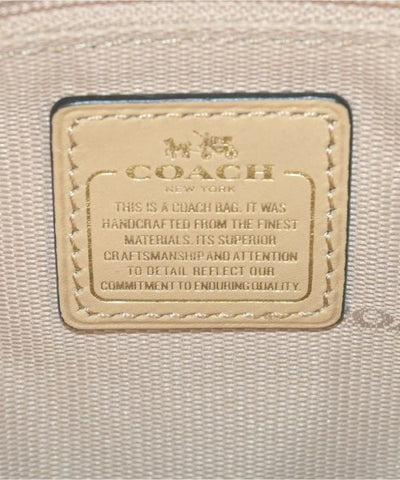 COACH
NEW YORK
THIS IS A COACH BAG. IT WAS
HANDCRAFTED FROM THE FINEST
MATERIALS. ITS SUPERIOR
CRAFTSMANSHIP AND ATTENTION
TO DETAIL REFLECT OUR
COMMITMENT TO ENDURING QUALITY.